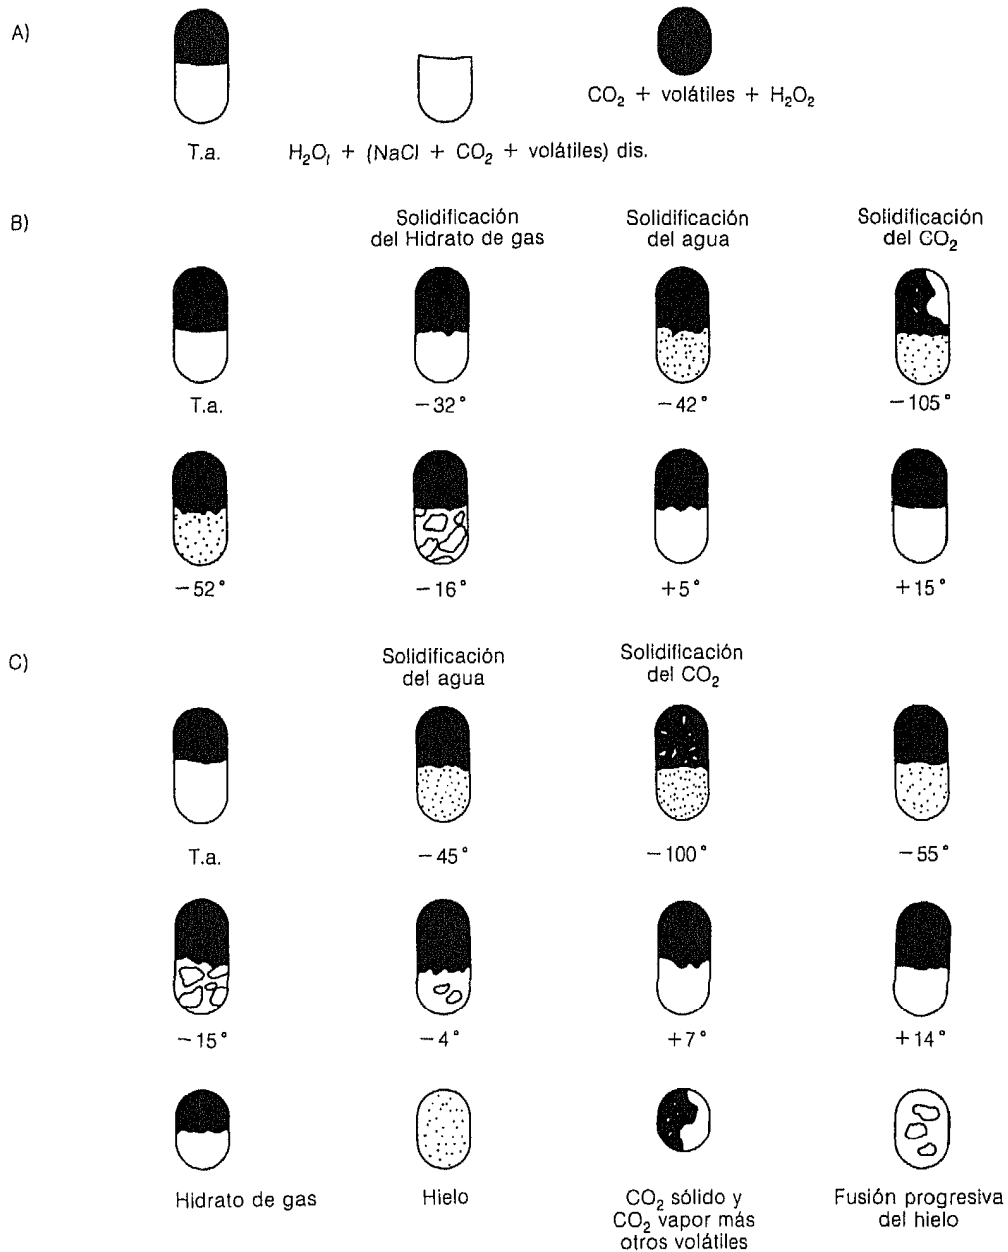 A)
CO₂ + volátiles + H₂O₂
T.a.
H₂Oₗ + (NaCl + CO₂ + volátiles) dis.
B)
Solidificación
del Hidrato de gas
Solidificación
del agua
Solidificación
del CO₂
T.a.
−32°
−42°
−105°
−52°
−16°
+5°
+15°
C)
Solidificación
del agua
Solidificación
del CO₂
T.a.
−45°
−100°
−55°
−15°
−4°
+7°
+14°
Hidrato de gas
Hielo
CO₂ sólido y
CO₂ vapor más
otros volátiles
Fusión progresiva
del hielo